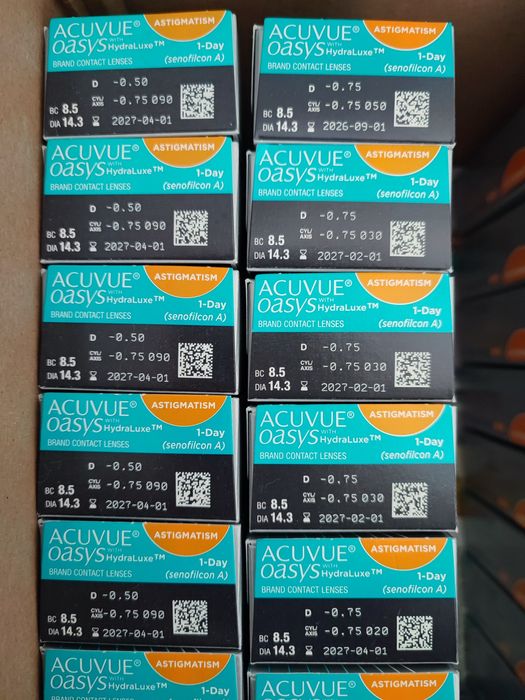 ACUVUE® ASTIGMATISM
oasys WITH HydraLuxe™ 1-Day
BRAND CONTACT LENSES (senofilcon A)
D -0.50
BC 8.5 CYL/AXIS -0.75 090
DIA 14.3 2027-04-01
ACUVUE® ASTIGMATISM
oasys WITH HydraLuxe™ 1-Day
BRAND CONTACT LENSES (senofilcon A)
D -0.50
BC 8.5 CYL/AXIS -0.75 090
DIA 14.3 2027-04-01
ACUVUE® ASTIGMATISM
oasys WITH HydraLuxe™ 1-Day
BRAND CONTACT LENSES (senofilcon A)
D -0.50
BC 8.5 CYL/AXIS -0.75 090
DIA 14.3 2027-04-01
ACUVUE® ASTIGMATISM
oasys WITH HydraLuxe™ 1-Day
BRAND CONTACT LENSES (senofilcon A)
D -0.50
BC 8.5 CYL/AXIS -0.75 090
DIA 14.3 2027-04-01
ACUVUE® ASTIGMATISM
oasys WITH HydraLuxe™ 1-Day
BRAND CONTACT LENSES (senofilcon A)
D -0.50
BC 8.5 CYL/AXIS -0.75 090
DIA 14.3 2027-04-01
ACUVUE® ASTIGMATISM
oasys WITH HydraLuxe™ 1-Day
ACUVUE® ASTIGMATISM
oasys WITH HydraLuxe™ 1-Day
BRAND CONTACT LENSES (senofilcon A)
D -0.75
BC 8.5 CYL/AXIS -0.75 050
DIA 14.3 2026-09-01
ACUVUE® ASTIGMATISM
oasys WITH HydraLuxe™ 1-Day
BRAND CONTACT LENSES (senofilcon A)
D -0.75
BC 8.5 CYL/AXIS -0.75 030
DIA 14.3 2027-02-01
ACUVUE® ASTIGMATISM
oasys WITH HydraLuxe™ 1-Day
BRAND CONTACT LENSES (senofilcon A)
D -0.75
BC 8.5 CYL/AXIS -0.75 030
DIA 14.3 2027-02-01
ACUVUE® ASTIGMATISM
oasys WITH HydraLuxe™ 1-Day
BRAND CONTACT LENSES (senofilcon A)
D -0.75
BC 8.5 CYL/AXIS -0.75 030
DIA 14.3 2027-02-01
ACUVUE® ASTIGMATISM
oasys WITH HydraLuxe™ 1-Day
BRAND CONTACT LENSES (senofilcon A)
D -0.75
BC 8.5 CYL/AXIS -0.75 020
DIA 14.3 2027-04-01
ACUVUE® ASTIGMATISM